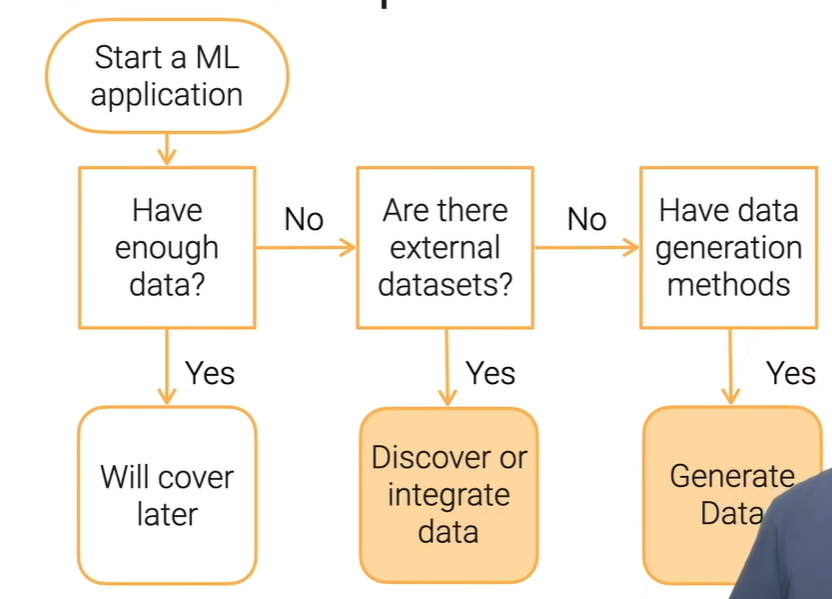 Start a ML
application
Have
enough
data?
No
Are there
external
datasets?
No
Have data
generation
methods
Yes
Yes
Yes
Will cover
later
Discover or
integrate
data
Generate
Data